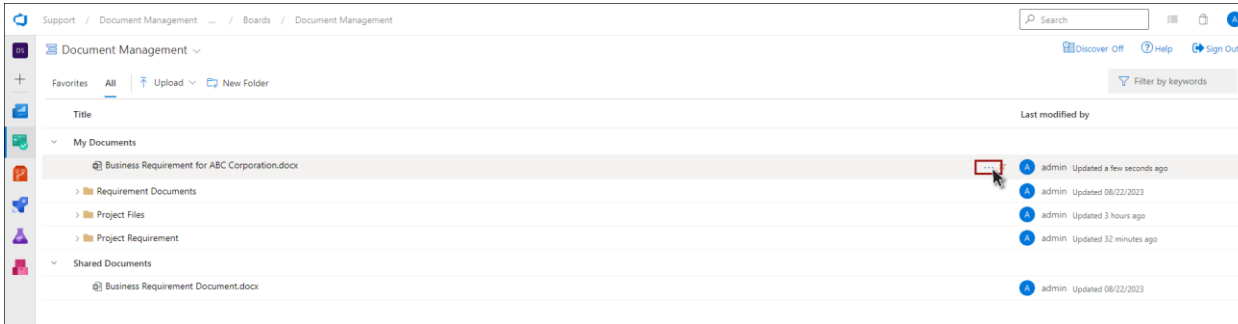 Support / Document Management ... / Boards / Document Management Search A
DS Document Management Discover Off Help Sign Out
Favorites All Upload New Folder Filter by keywords
Title Last modified by
My Documents
Business Requirement for ABC Corporation.docx ... A admin Updated a few seconds ago
Requirement Documents A admin Updated 08/22/2023
Project Files A admin Updated 3 hours ago
Project Requirement A admin Updated 32 minutes ago
Shared Documents
Business Requirement Document.docx A admin Updated 08/22/2023